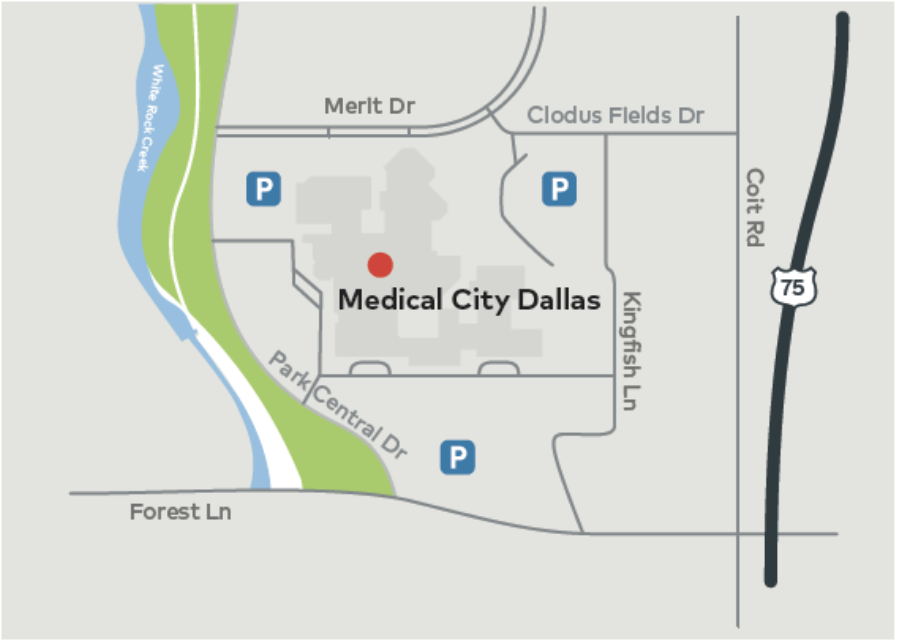 White Rock Creek
Merit Dr
Clodus Fields Dr
P
P
Coit Rd
75
Medical City Dallas
Kingfish Ln
Park Central Dr
P
Forest Ln